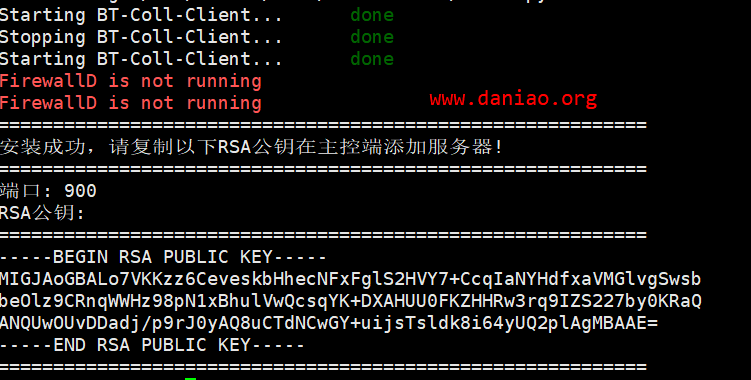 Starting BT-Coll-Client... done
Stopping BT-Coll-Client... done
Starting BT-Coll-Client... done
FirewallD is not running
FirewallD is not running
www.daniao.org
===========================================================
安装成功，请复制以下RSA公钥在主控端添加服务器!
===========================================================
端口: 900
RSA公钥:
===========================================================
-----BEGIN RSA PUBLIC KEY-----
MIGJAoGBALo7VKKzz6CeveskbHhecNFxFglS2HVY7+CcqIaNYHdfxaVMGlvgSwsb
beOlz9CRnqWWHz98pN1xBhulVwQcsqYK+DXAHUU0FKZHHRw3rq9IZS227by0KRaQ
ANQUwOUvDDadj/p9rJ0yAQ8uCTdNCwGY+uijsTsldk8i64yUQ2plAgMBAAE=
-----END RSA PUBLIC KEY-----
===========================================================